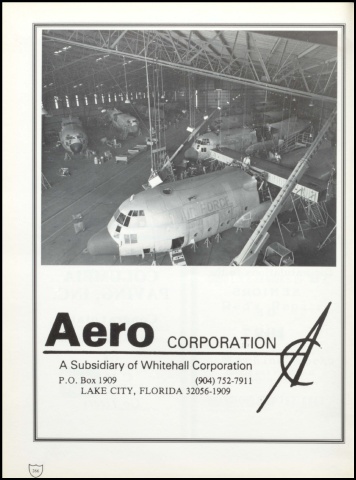 Aero CORPORATION
A Subsidiary of Whitehall Corporation
P.O. Box 1909 (904) 752-7911
LAKE CITY, FLORIDA 32056-1909